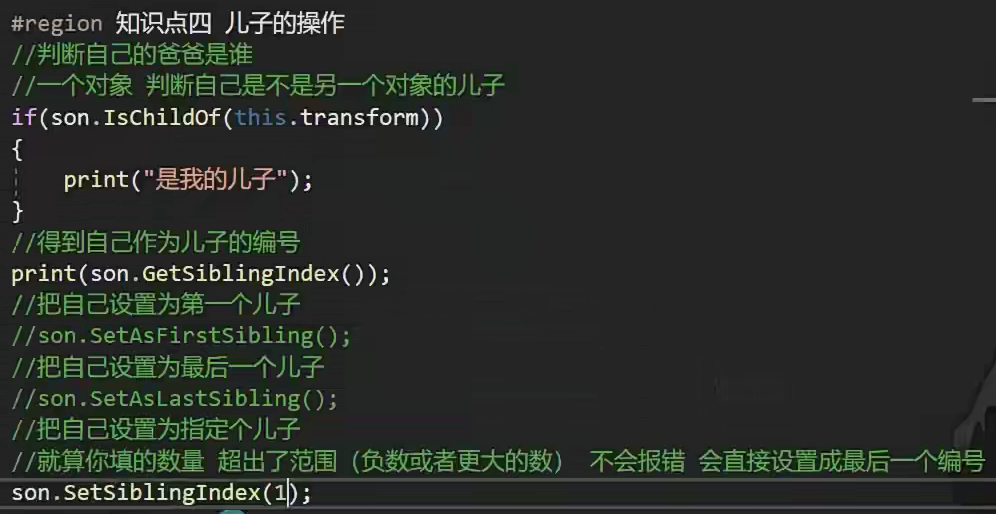 #region 知识点四 儿子的操作
//判断自己的爸爸是谁
//一个对象 判断自己是不是另一个对象的儿子
if(son.IsChildOf(this.transform))
{
print("是我的儿子");
}
//得到自己作为儿子的编号
print(son.GetSiblingIndex());
//把自己设置为第一个儿子
//son.SetAsFirstSibling();
//把自己设置为最后一个儿子
//son.SetAsLastSibling();
//把自己设置为指定个儿子
//就算你填的数量 超出了范围（负数或者更大的数） 不会报错 会直接设置成最后一个编号
son.SetSiblingIndex(1);